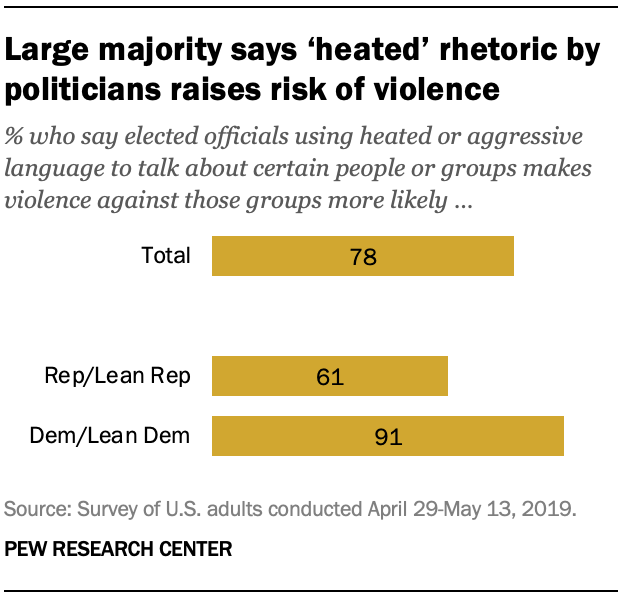 Large majority says ‘heated’ rhetoric by
politicians raises risk of violence
% who say elected officials using heated or aggressive
language to talk about certain people or groups makes
violence against those groups more likely ...
Total 78
Rep/Lean Rep 61
Dem/Lean Dem 91
Source: Survey of U.S. adults conducted April 29-May 13, 2019.
PEW RESEARCH CENTER